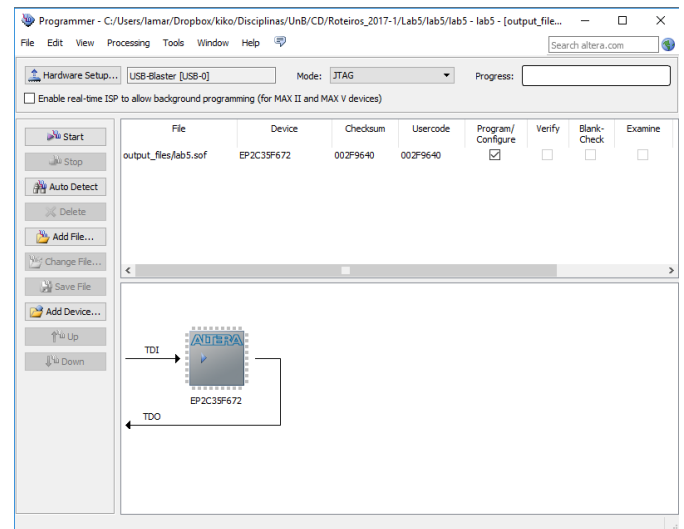 Programmer - C:/Users/lamar/Dropbox/kiko/Disciplinas/UnB/CD/Roteiros_2017-1/Lab5/lab5/lab5 - lab5 - [output_file...
File Edit View Processing Tools Window Help
Search altera.com
Hardware Setup... USB-Blaster [USB-0] Mode: JTAG Progress:
Enable real-time ISP to allow background programming (for MAX II and MAX V devices)
Start
Stop
Auto Detect
Delete
Add File...
Change File...
Save File
Add Device...
Up
Down
File Device Checksum Usercode Program/ Verify Blank- Examine
Configure Check
output_files/lab5.sof EP2C35F672 002F9640 002F9640
TDI
ALTERA
EP2C35F672
TDO